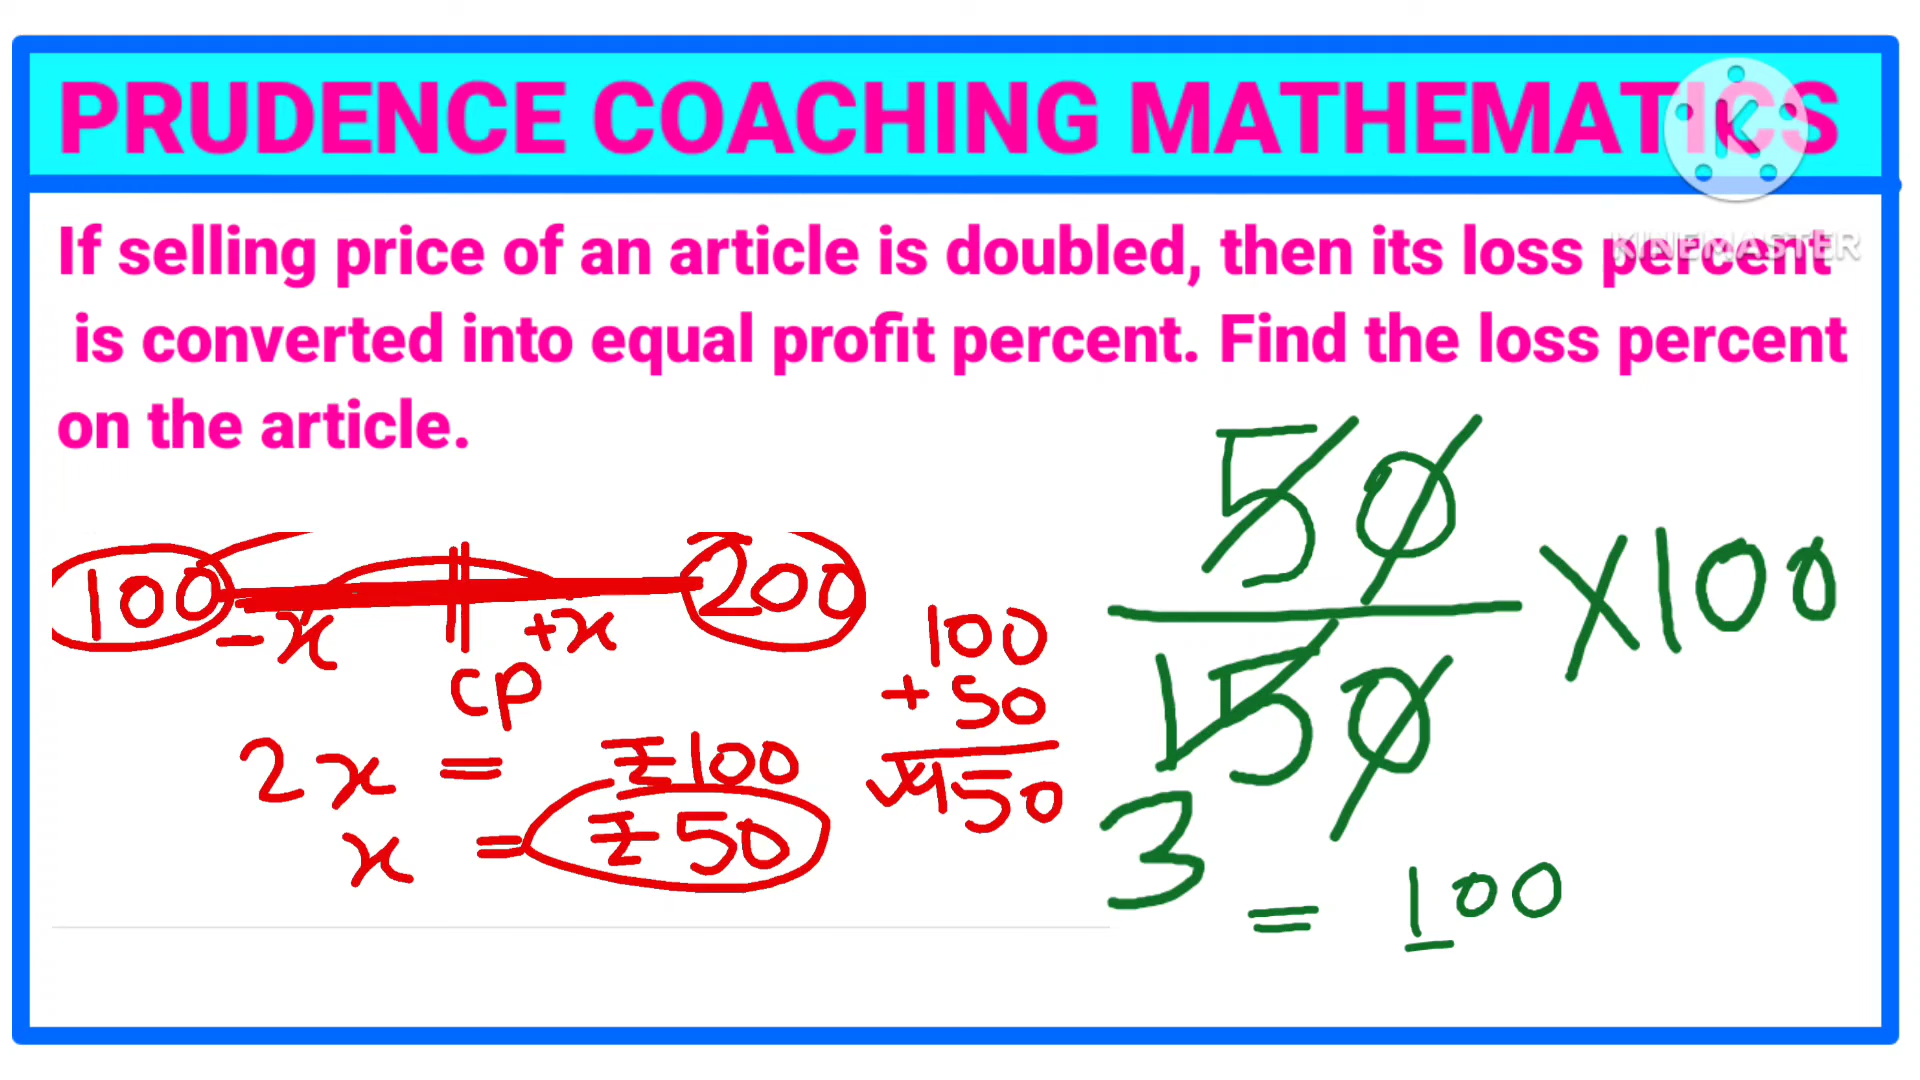 PRUDENCE COACHING MATHEMATICS
KINEMASTER
If selling price of an article is doubled, then its loss percent
is converted into equal profit percent. Find the loss percent
on the article.
100 200
-x +x
CP
2x = ₹100
x = ₹50
100
+ 50
150
50
150
× 100
3
= 100